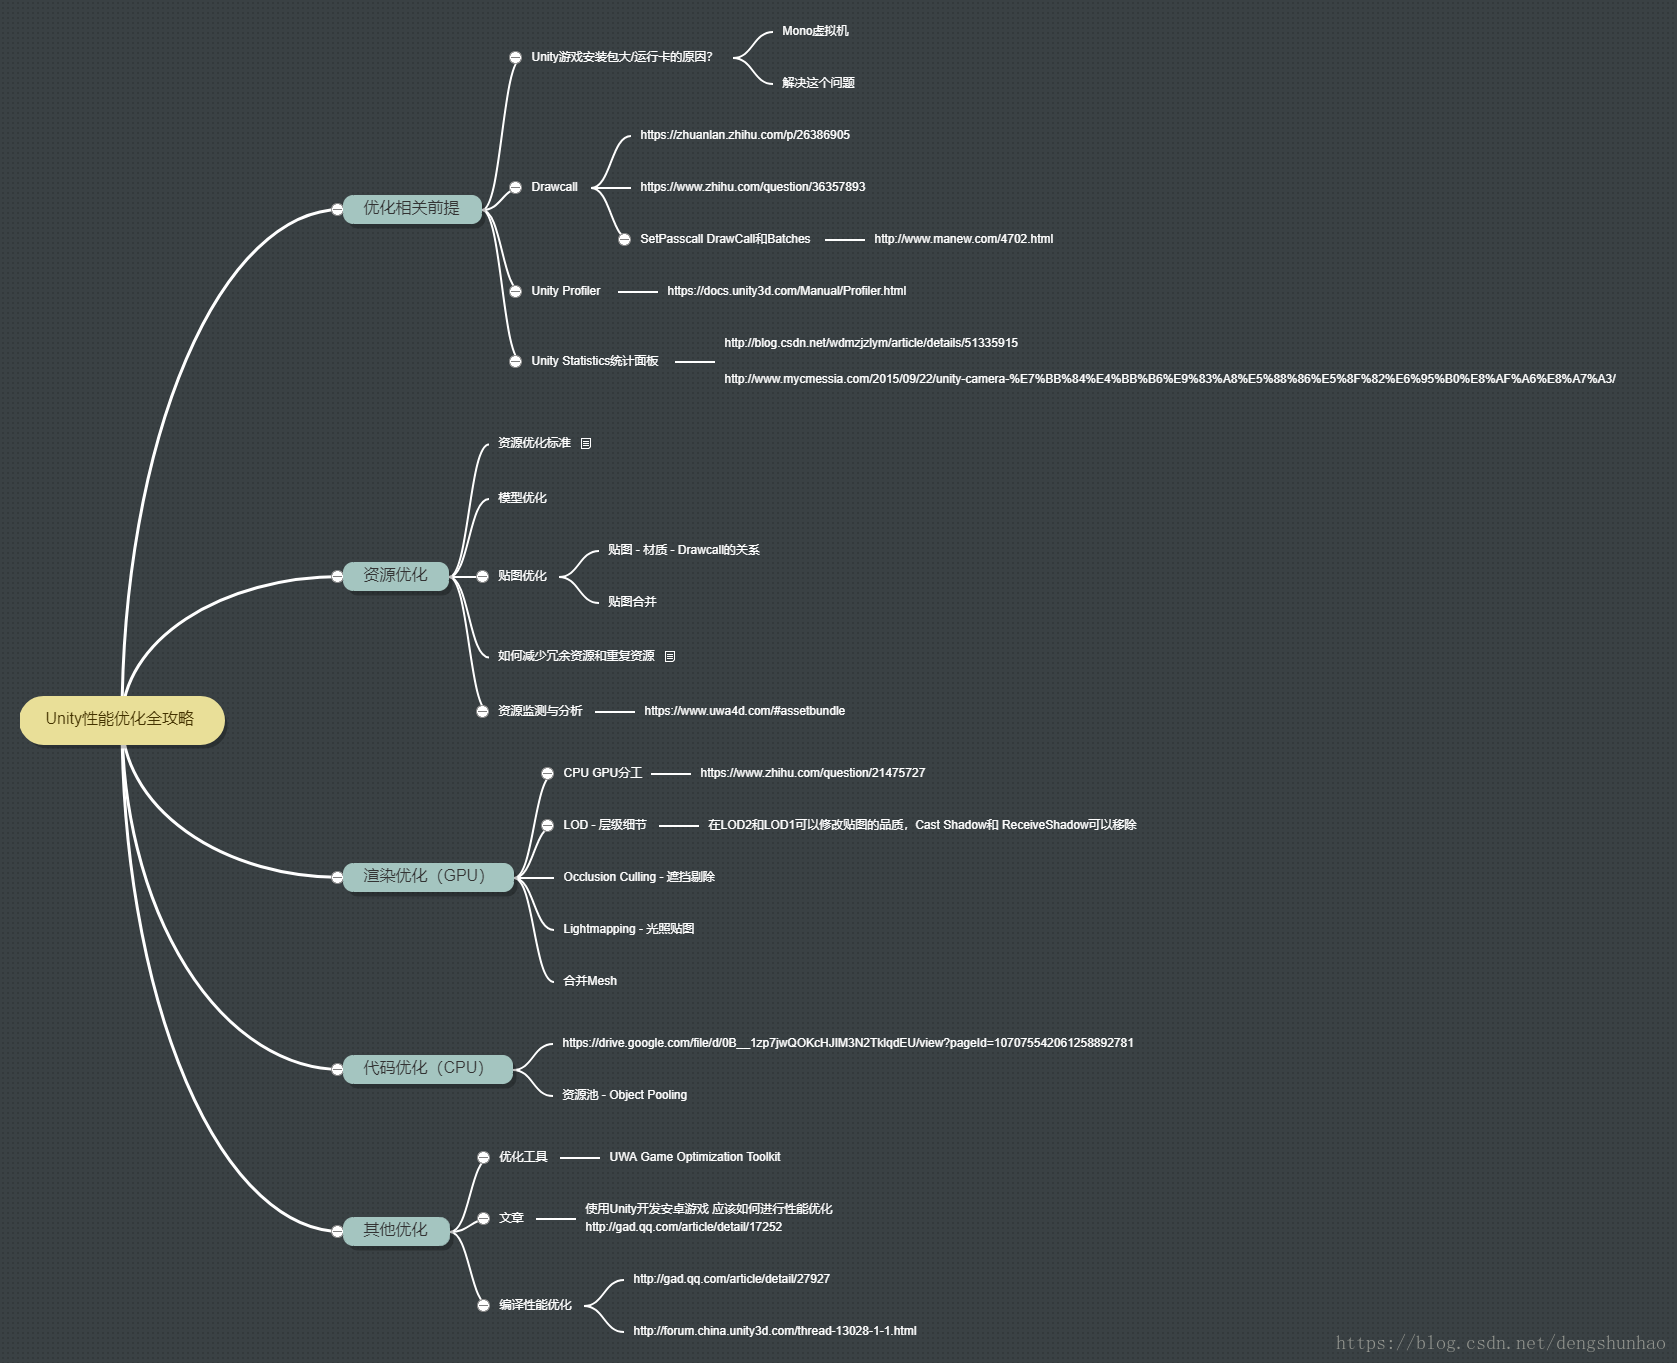 Unity性能优化全攻略
优化相关前提
Unity游戏安装包大/运行卡的原因?
Mono虚拟机
解决这个问题
Drawcall
https://zhuanlan.zhihu.com/p/26386905
https://www.zhihu.com/question/36357893
SetPasscall DrawCall和Batches
http://www.manew.com/4702.html
Unity Profiler
https://docs.unity3d.com/Manual/Profiler.html
Unity Statistics统计面板
http://blog.csdn.net/wdmzjzlym/article/details/51335915
http://www.mycmessia.com/2015/09/22/unity-camera-%E7%BB%84%E4%BB%B6%E9%83%A8%E5%88%86%E5%8F%82%E6%95%B0%E8%AF%A6%E8%A7%A3/
资源优化
资源优化标准
模型优化
贴图优化
贴图 - 材质 - Drawcall的关系
贴图合并
如何减少冗余资源和重复资源
资源监测与分析
https://www.uwa4d.com/#assetbundle
渲染优化（GPU）
CPU GPU分工
https://www.zhihu.com/question/21475727
LOD - 层级细节
在LOD2和LOD1可以修改贴图的品质，Cast Shadow和 ReceiveShadow可以移除
Occlusion Culling - 遮挡剔除
Lightmapping - 光照贴图
合并Mesh
代码优化（CPU）
https://drive.google.com/file/d/0B__1zp7jwQOKcHJIM3N2TklqdEU/view?pageId=107075542061258892781
资源池 - Object Pooling
其他优化
优化工具
UWA Game Optimization Toolkit
文章
使用Unity开发安卓游戏 应该如何进行性能优化
http://gad.qq.com/article/detail/17252
编译性能优化
http://gad.qq.com/article/detail/27927
http://forum.china.unity3d.com/thread-13028-1-1.html
https://blog.csdn.net/dengshunhao